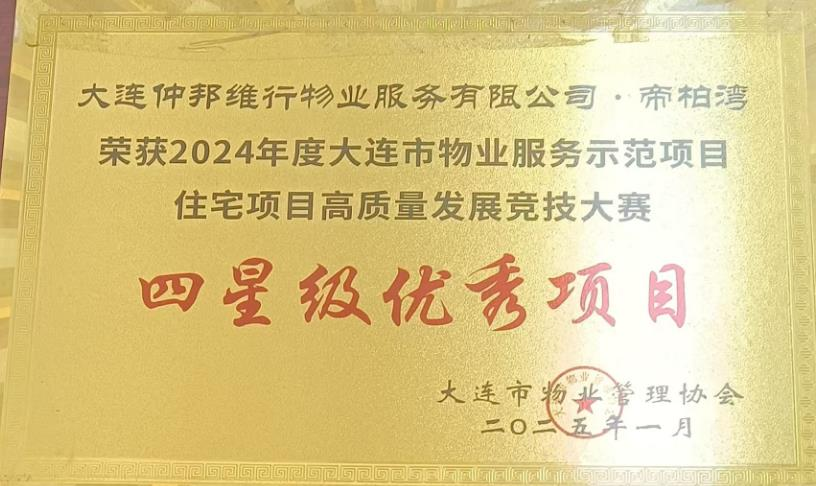 大连仲邦维行物业服务有限公司·帝柏湾
荣获2024年度大连市物业服务示范项目
住宅项目高质量发展竞技大赛
四星级优秀项目
大连市物业管理协会
二〇二五年一月